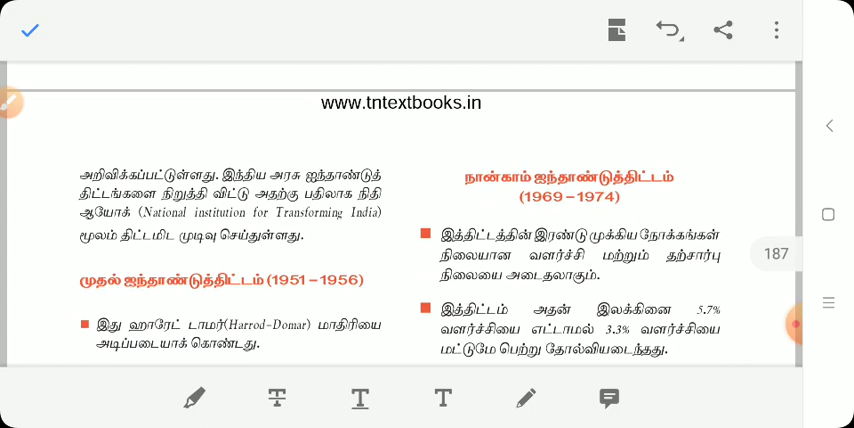 www.tntextbooks.in
அறிவிக்கப்பட்டுள்ளது. இந்திய அரசு ஐந்தாண்டுத்
திட்டங்களை நிறுத்தி விட்டு அதற்கு பதிலாக நிதி
ஆயோக் (National institution for Transforming India)
மூலம் திட்டமிட முடிவு செய்துள்ளது.
முதல் ஐந்தாண்டுத்திட்டம் (1951 – 1956)
இது ஹாரேட் டாமர்(Harrod-Domar) மாதிரியை
அடிப்படையாக் கொண்டது.
நான்காம் ஐந்தாண்டுத்திட்டம்
(1969 – 1974)
இத்திட்டத்தின் இரண்டு முக்கிய நோக்கங்கள்
நிலையான வளர்ச்சி மற்றும் தற்சார்பு
நிலையை அடைதலாகும்.
இத்திட்டம் அதன் இலக்கினை 5.7%
வளர்ச்சியை எட்டாமல் 3.3% வளர்ச்சியை
மட்டுமே பெற்று தோல்வியடைந்தது.
187